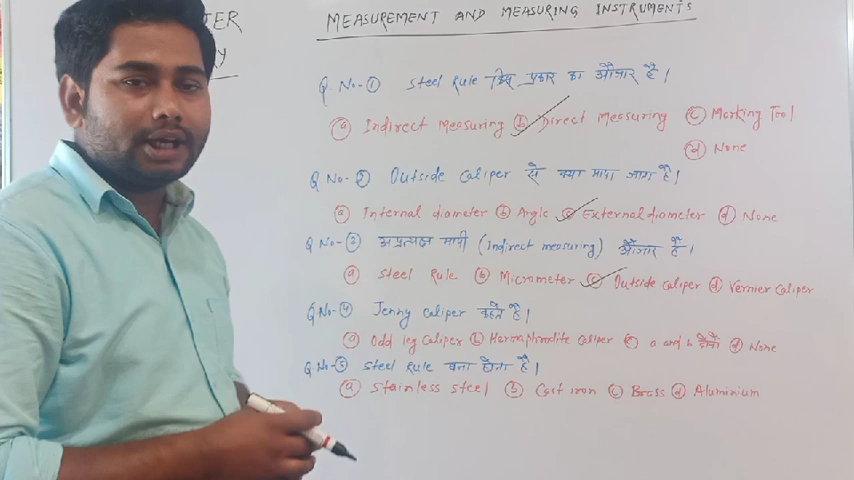 MEASUREMENT AND MEASURING INSTRUMENTS
Q. No-① Steel Rule किस प्रकार का औजार है।
ⓐ Indirect Measuring ⓑ Direct Measuring ⓒ Marking Tool
ⓓ None
Q No-② Outside Caliper से क्या मापा जाता है।
ⓐ Internal diameter ⓑ Angle ⓒ External diameter ⓓ None
Q No-③ अप्रत्यक्ष मापी (Indirect measuring) औजार है।
ⓐ Steel Rule ⓑ Micrometer ⓒ Outside caliper ⓓ Vernier Caliper
Q No-④ Jenny caliper कहते है।
ⓐ Odd leg caliper ⓑ Hermaphrodite caliper ⓒ a and b दोनों ⓓ None
Q No-⑤ Steel Rule बना होता है।
ⓐ Stainless steel ⓑ Cast iron ⓒ Brass ⓓ Aluminium